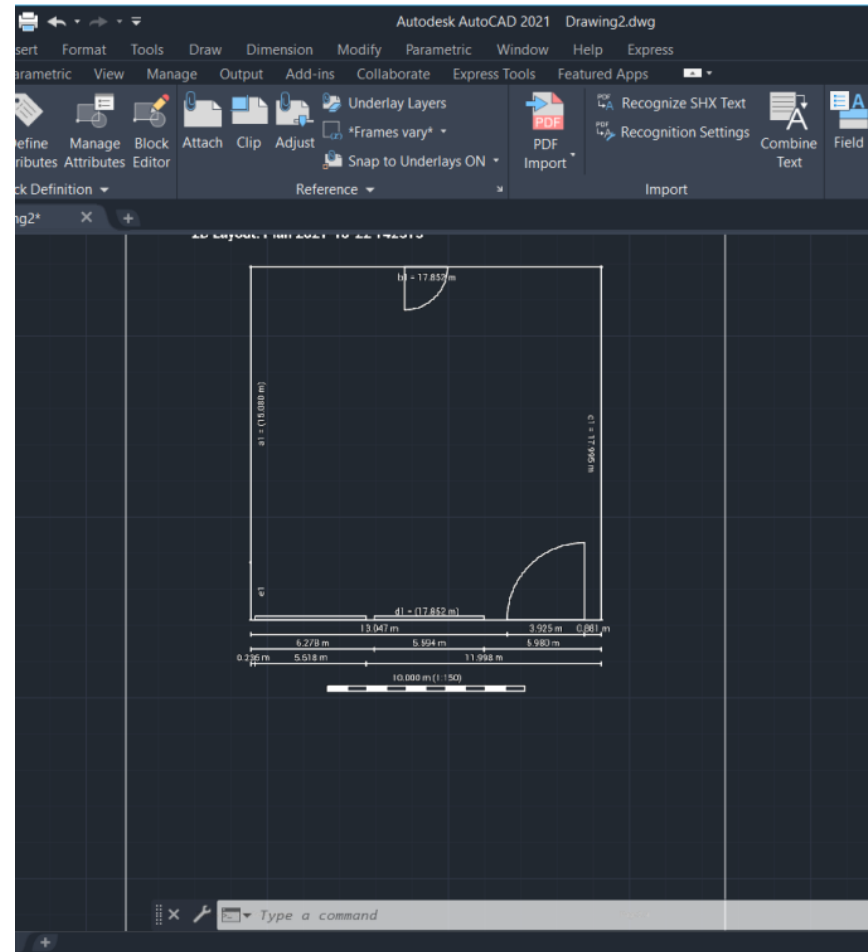 Autodesk AutoCAD 2021 Drawing2.dwg
sert Format Tools Draw Dimension Modify Parametric Window Help Express
arametric View Manage Output Add-ins Collaborate Express Tools Featured Apps
Underlay Layers
*Frames vary*
Snap to Underlays ON
Recognize SHX Text
Recognition Settings
efine
ributes
Manage
Attributes
Block
Editor
Attach Clip Adjust
PDF
Import
Combine
Text
Field
ck Definition Reference Import
ng2*
b1 = 17.852 m
a1 = (15.080 m)
c1 = 17.995 m
e1
d1 = (17.852 m)
13.047 m 3.925 m 0.881 m
6.278 m 5.594 m 5.980 m
0.236 m 5.618 m 11.998 m
10.000 m (1:150)
Type a command